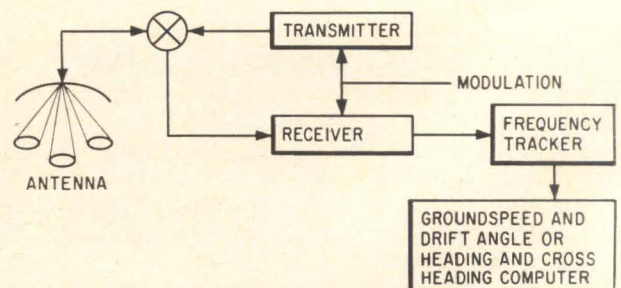 TRANSMITTER
MODULATION
RECEIVER
FREQUENCY
TRACKER
ANTENNA
GROUNDSPEED AND
DRIFT ANGLE OR
HEADING AND CROSS
HEADING COMPUTER